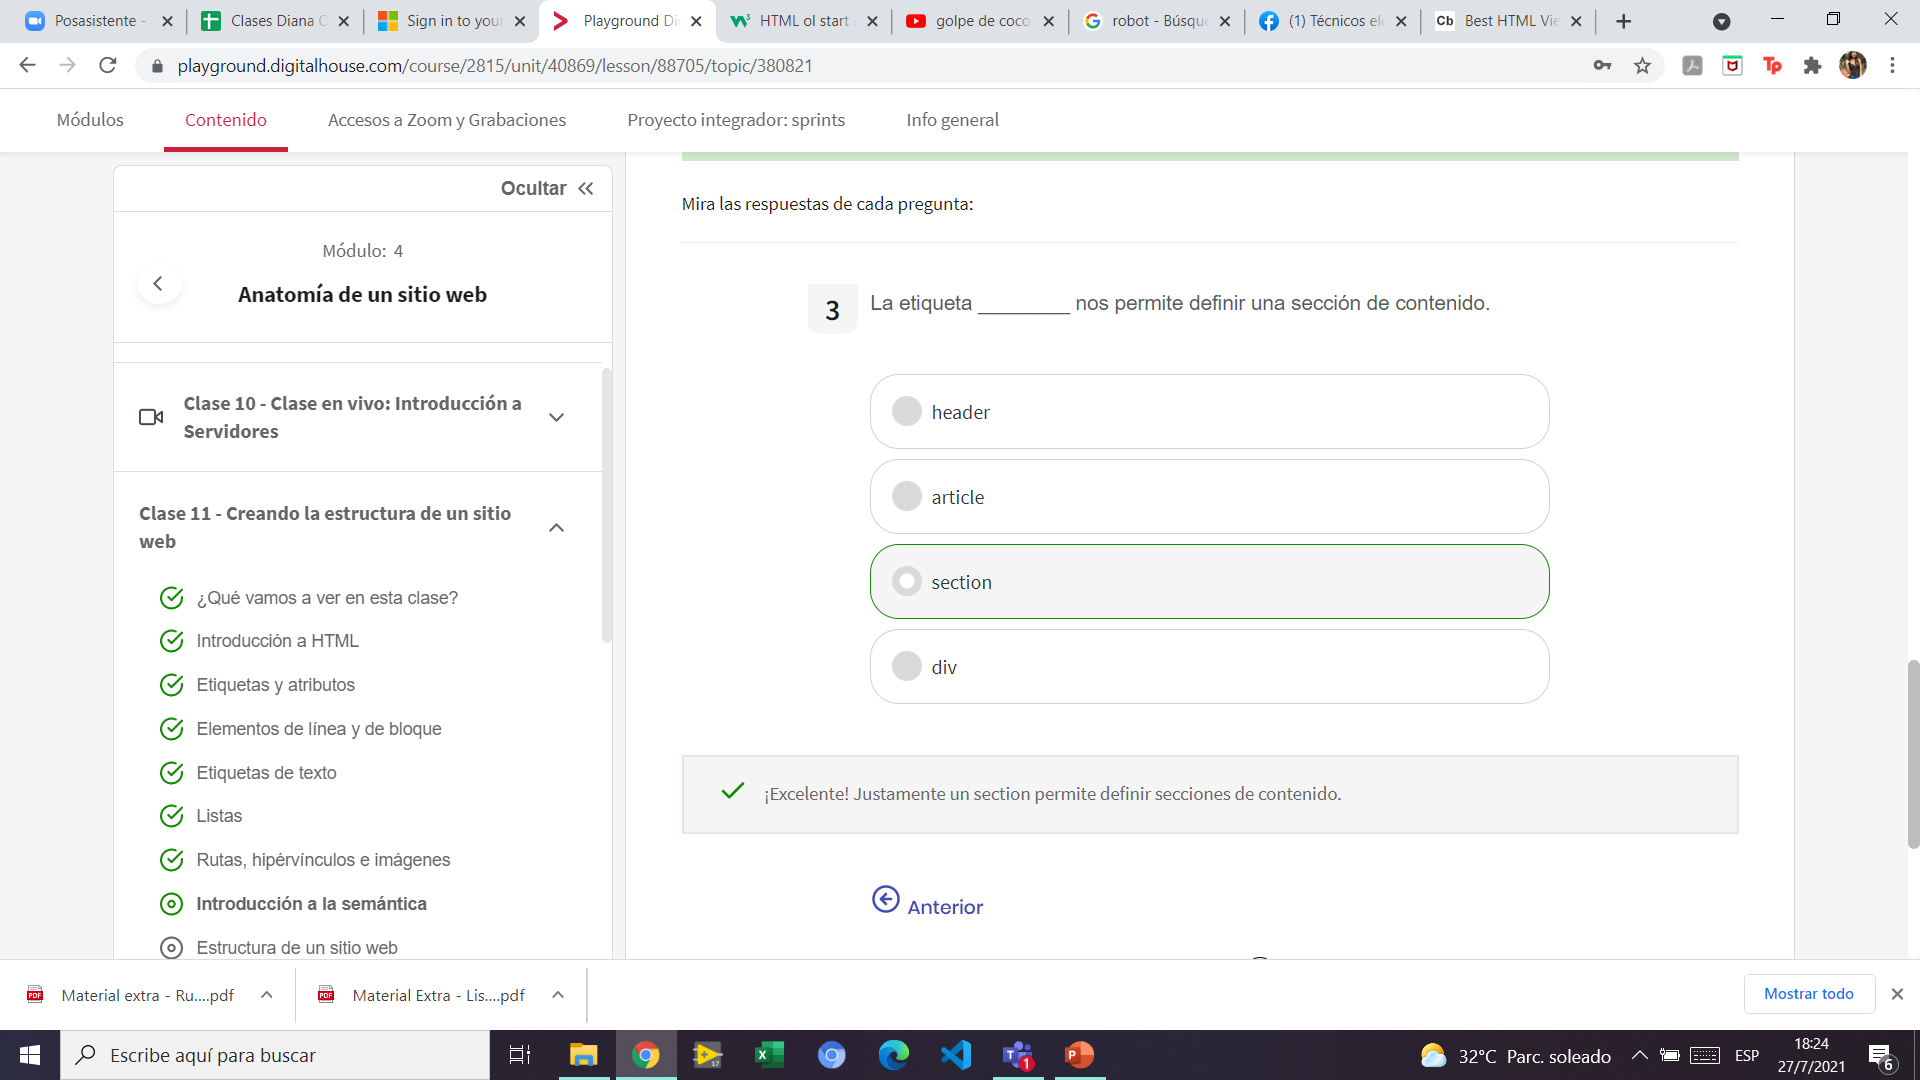 Posasistente -
Clases Diana C
Sign in to your
Playground Di
HTML ol start
golpe de coco
robot - Búsqu
(1) Técnicos el
Cb Best HTML Vie
playground.digitalhouse.com/course/2815/unit/40869/lesson/88705/topic/380821
Módulos
Contenido
Accesos a Zoom y Grabaciones
Proyecto integrador: sprints
Info general
Ocultar
Módulo: 4
Anatomía de un sitio web
Clase 10 - Clase en vivo: Introducción a
Servidores
Clase 11 - Creando la estructura de un sitio
web
¿Qué vamos a ver en esta clase?
Introducción a HTML
Etiquetas y atributos
Elementos de línea y de bloque
Etiquetas de texto
Listas
Rutas, hipérvínculos e imágenes
Introducción a la semántica
Estructura de un sitio web
Mira las respuestas de cada pregunta:
3 La etiqueta ________ nos permite definir una sección de contenido.
header
article
section
div
¡Excelente! Justamente un section permite definir secciones de contenido.
Anterior
Material extra - Ru....pdf
Material Extra - Lis....pdf
Mostrar todo
Escribe aquí para buscar
32°C Parc. soleado
ESP
18:24
27/7/2021
6